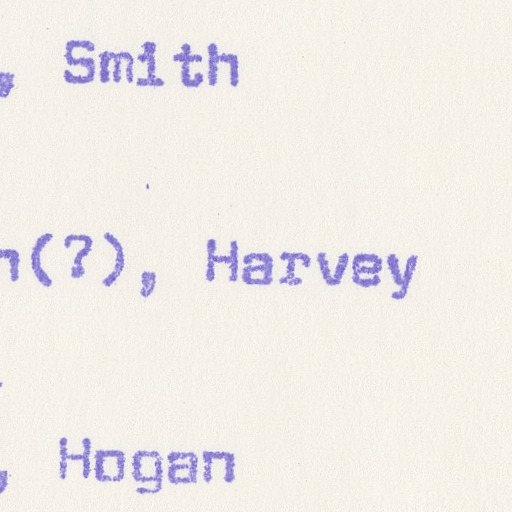 , Smith
n(?), Harvey
, Hogan